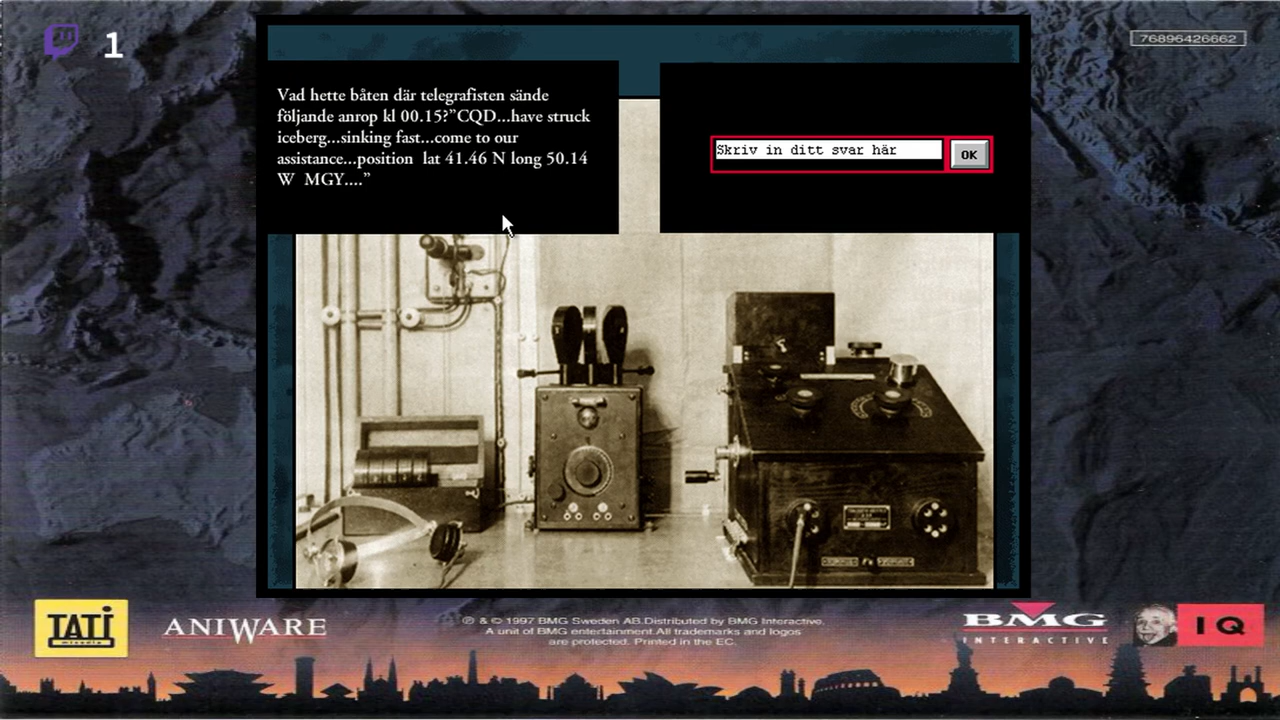 1
76896426662
Vad hette båten där telegrafisten sände
följande anrop kl 00.15?”CQD...have struck
iceberg...sinking fast...come to our
assistance...position lat 41.46 N long 50.14
W MGY....”
Skriv in ditt svar här
OK
TATi
mixedia
ANIWARE
℗ & © 1997 BMG Sweden AB.Distributed by BMG Interactive.
A unit of BMG entertainment.All trademarks and logos
are protected. Printed in the EC.
BMG
INTERACTIVE
IQ